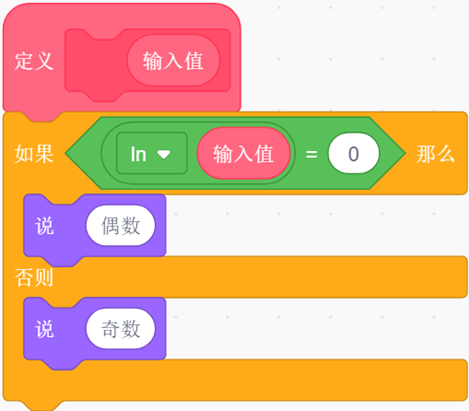 定义 输入值
如果 ln 输入值 = 0 那么
说 偶数
否则
说 奇数